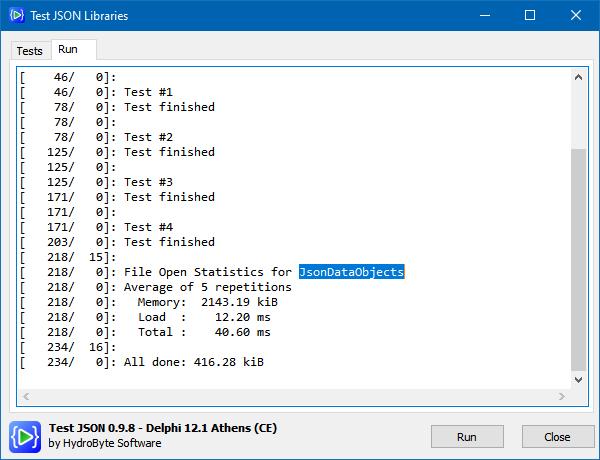 Test JSON Libraries
Tests Run
[    46/   0]:
[    46/   0]: Test #1
[    78/   0]: Test finished
[    78/   0]:
[    78/   0]: Test #2
[   125/   0]: Test finished
[   125/   0]:
[   125/   0]: Test #3
[   171/   0]: Test finished
[   171/   0]:
[   171/   0]: Test #4
[   203/   0]: Test finished
[   218/  15]:
[   218/   0]: File Open Statistics for JsonDataObjects
[   218/   0]: Average of 5 repetitions
[   218/   0]:   Memory:  2143.19 kiB
[   218/   0]:   Load  :    12.20 ms
[   218/   0]:   Total :    40.60 ms
[   234/  16]:
[   234/   0]: All done: 416.28 kiB
Test JSON 0.9.8 - Delphi 12.1 Athens (CE)
by HydroByte Software
Run Close